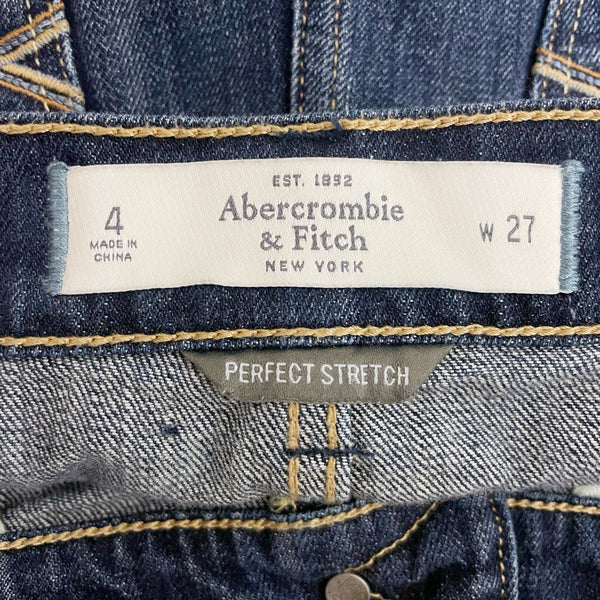 EST. 1892
Abercrombie
& Fitch
NEW YORK
4
MADE IN
CHINA
W 27
PERFECT STRETCH